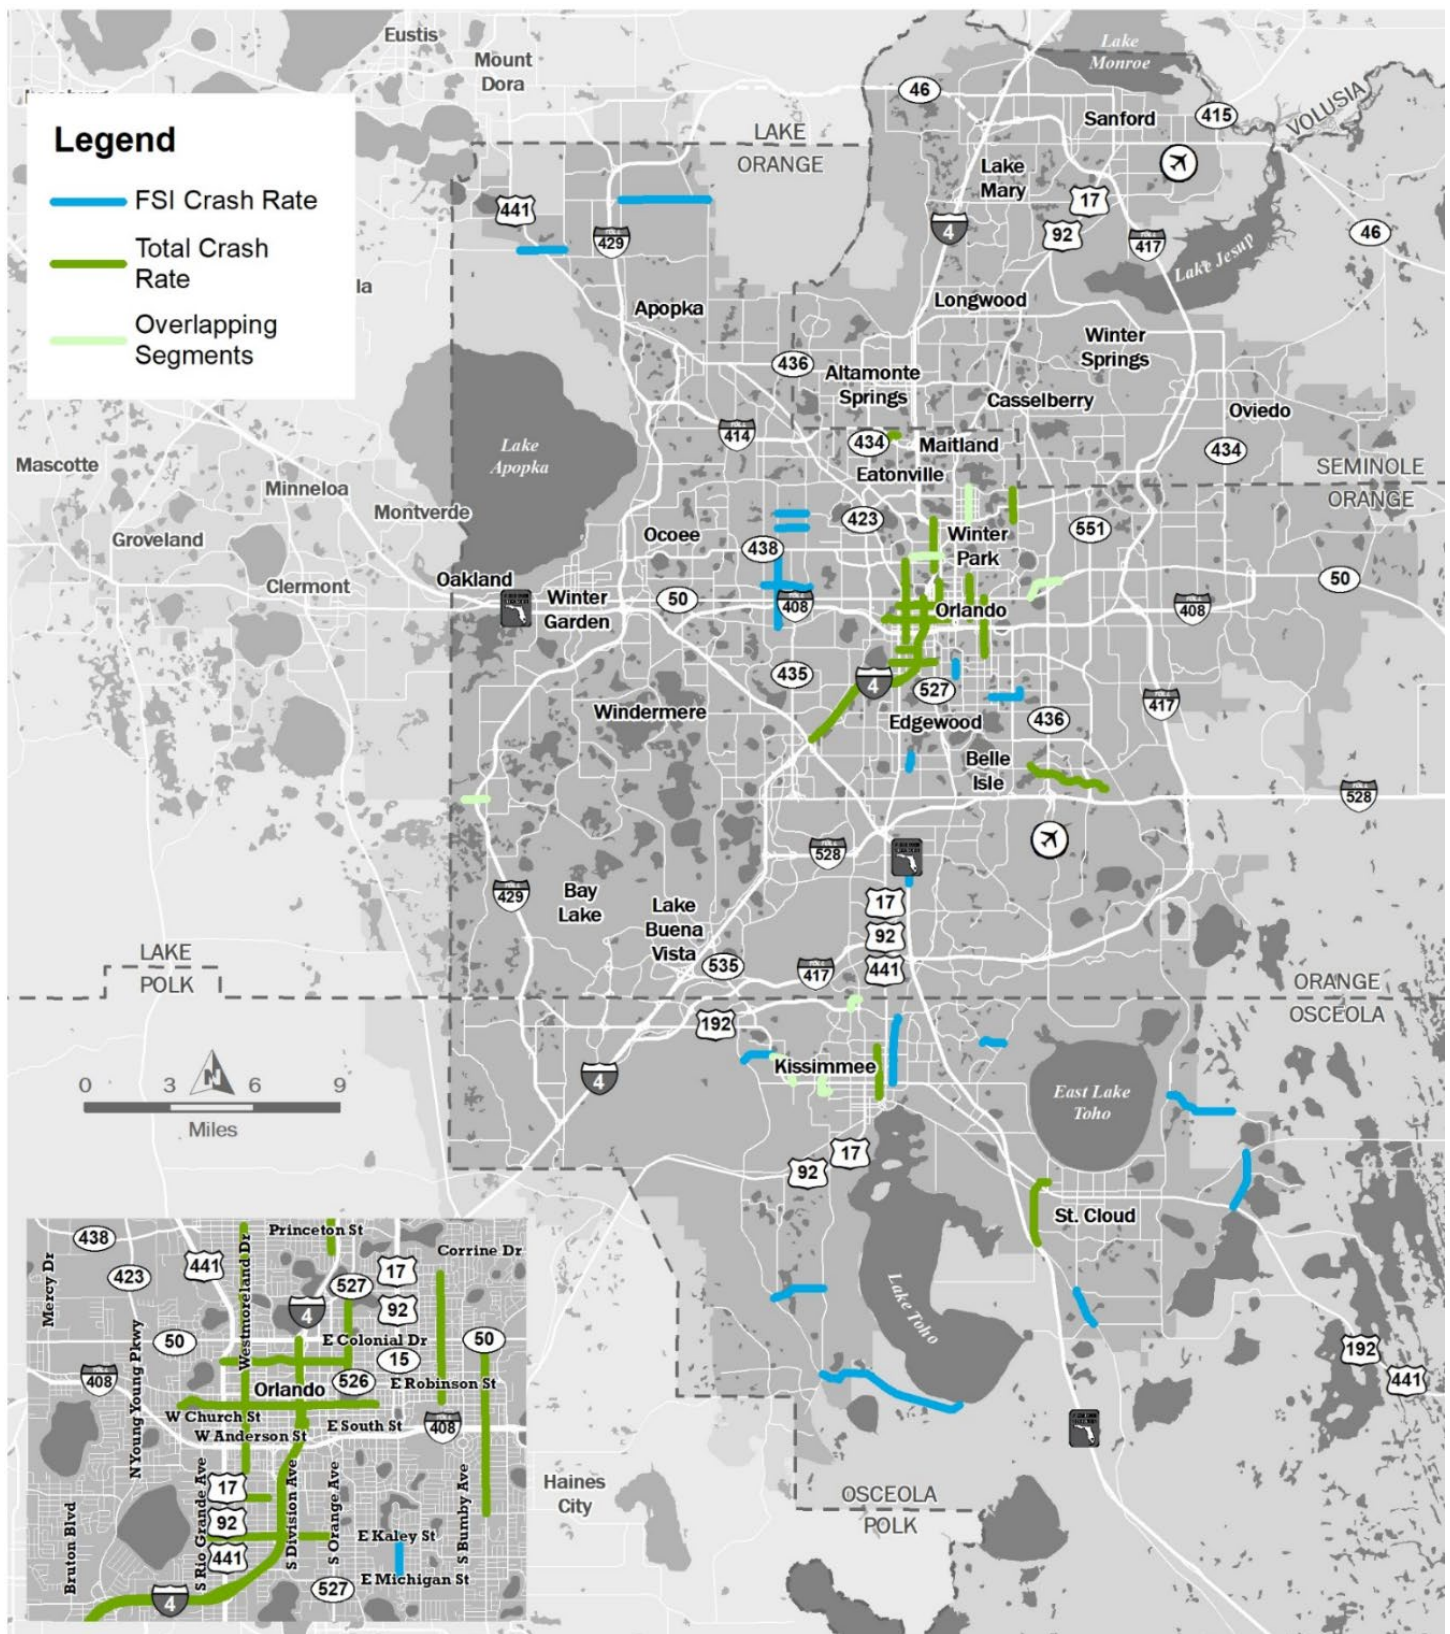 Eustis
Mount
Dora
Lake
Monroe
46
Sanford
415
VOLUSIA
LAKE
ORANGE
Legend
FSI Crash Rate
Total Crash
Rate
Overlapping
Segments
la
Lake
Mary
17
441
429
4
92
417
46
Lake Jesup
Apopka
Longwood
Winter
Springs
436
Altamonte
Springs
Casselberry
Oviedo
414
434
Maitland
434
Lake
Apopka
Eatonville
Mascotte
Minneola
Montverde
SEMINOLE
ORANGE
Groveland
Ocoee
423
438
Winter
Park
551
Clermont
Oakland
Winter
Garden
50
408
Orlando
408
50
435
4
527
417
Windermere
Edgewood
436
Belle
Isle
528
528
429
Bay
Lake
Lake
Buena
Vista
17
92
441
535
417
LAKE
POLK
ORANGE
OSCEOLA
192
N
0 3 6 9
Miles
4
Kissimmee
East Lake
Toho
17
92
St. Cloud
Lake Toho
192
441
Haines
City
OSCEOLA
POLK
438
Princeton St
Corrine Dr
Mercy Dr
423
441
Westmoreland Dr
527
17
4
92
50
N Young Young Pkwy
E Colonial Dr
50
408
15
Orlando
526
E Robinson St
W Church St
E South St
408
W Anderson St
17
92
441
S Rio Grande Ave
S Division Ave
S Orange Ave
S Bumby Ave
E Kaley St
Bruton Blvd
E Michigan St
4
527